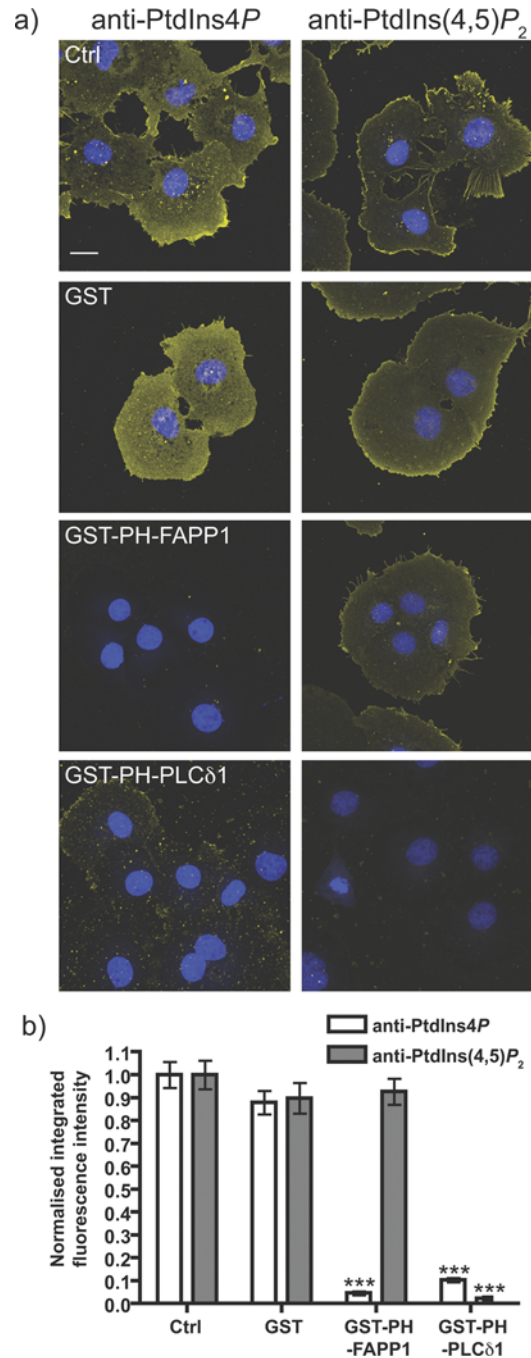 a)
anti-PtdIns4P anti-PtdIns(4,5)P2
Ctrl
GST
GST-PH-FAPP1
GST-PH-PLCδ1
b)
anti-PtdIns4P
anti-PtdIns(4,5)P2
Normalised integrated
fluorescence intensity
1.1
1.0
0.9
0.8
0.7
0.6
0.5
0.4
0.3
0.2
0.1
0.0
***
***
***
Ctrl GST GST-PH GST-PH
-FAPP1 -PLCδ1